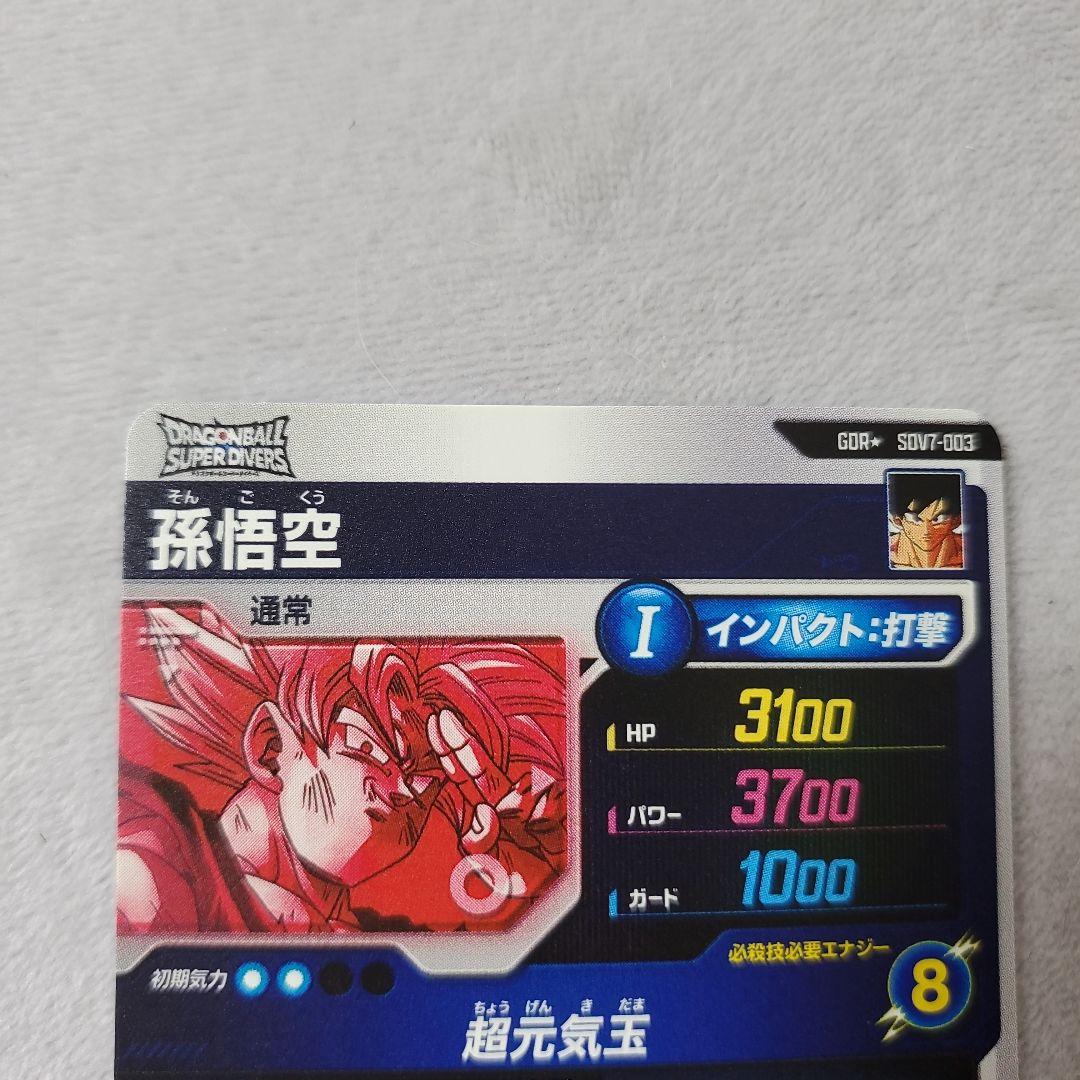 DRAGONBALL
SUPER DIVERS
GDR★ SDV7-003
そん ご くう
孫悟空
通常
I
インパクト:打撃
HP 3100
パワー 3700
ガード 1000
必殺技必要エナジー
8
初期気力
ちょう げん き だま
超元気玉